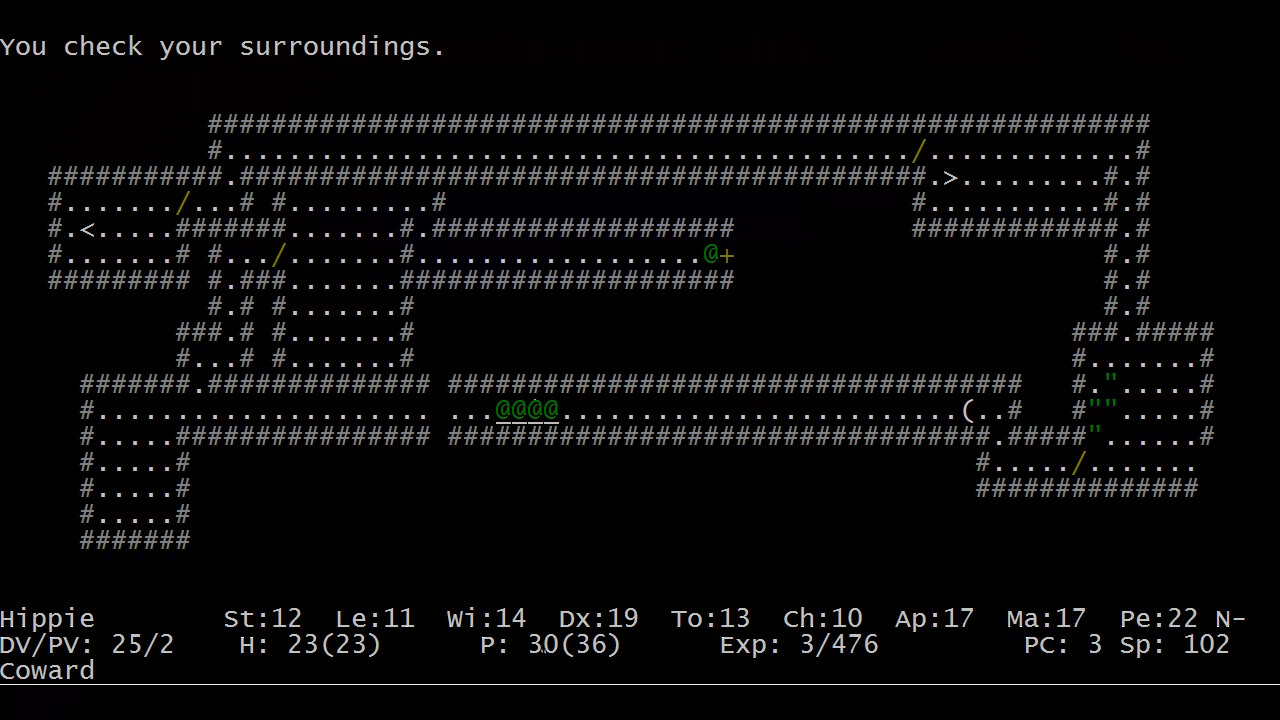 You check your surroundings.
Hippie St:12 Le:11 Wi:14 Dx:19 To:13 Ch:10 Ap:17 Ma:17 Pe:22 N-
DV/PV: 25/2 H: 23(23) P: 30(36) Exp: 3/476 PC: 3 Sp: 102
Coward